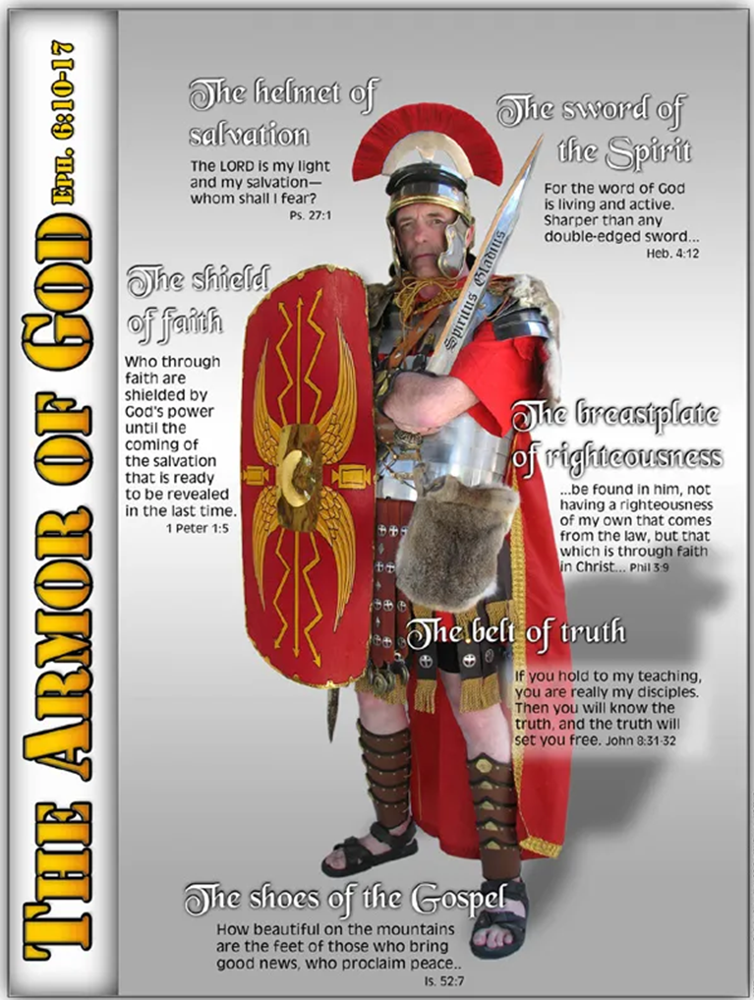 THE ARMOR OF GOD EPH. 6:10-17
The helmet of
salvation
The LORD is my light
and my salvation—
whom shall I fear?
Ps. 27:1
The sword of
the Spirit
For the word of God
is living and active.
Sharper than any
double-edged sword...
Heb. 4:12
Spiritus Gladius
The shield
of faith
Who through
faith are
shielded by
God's power
until the
coming of
the salvation
that is ready
to be revealed
in the last time.
1 Peter 1:5
The breastplate
of righteousness
...be found in him, not
having a righteousness
of my own that comes
from the law, but that
which is through faith
in Christ... Phil 3:9
The belt of truth
If you hold to my teaching,
you are really my disciples.
Then you will know the
truth, and the truth will
set you free. John 8:31-32
The shoes of the Gospel
How beautiful on the mountains
are the feet of those who bring
good news, who proclaim peace..
Is. 52:7